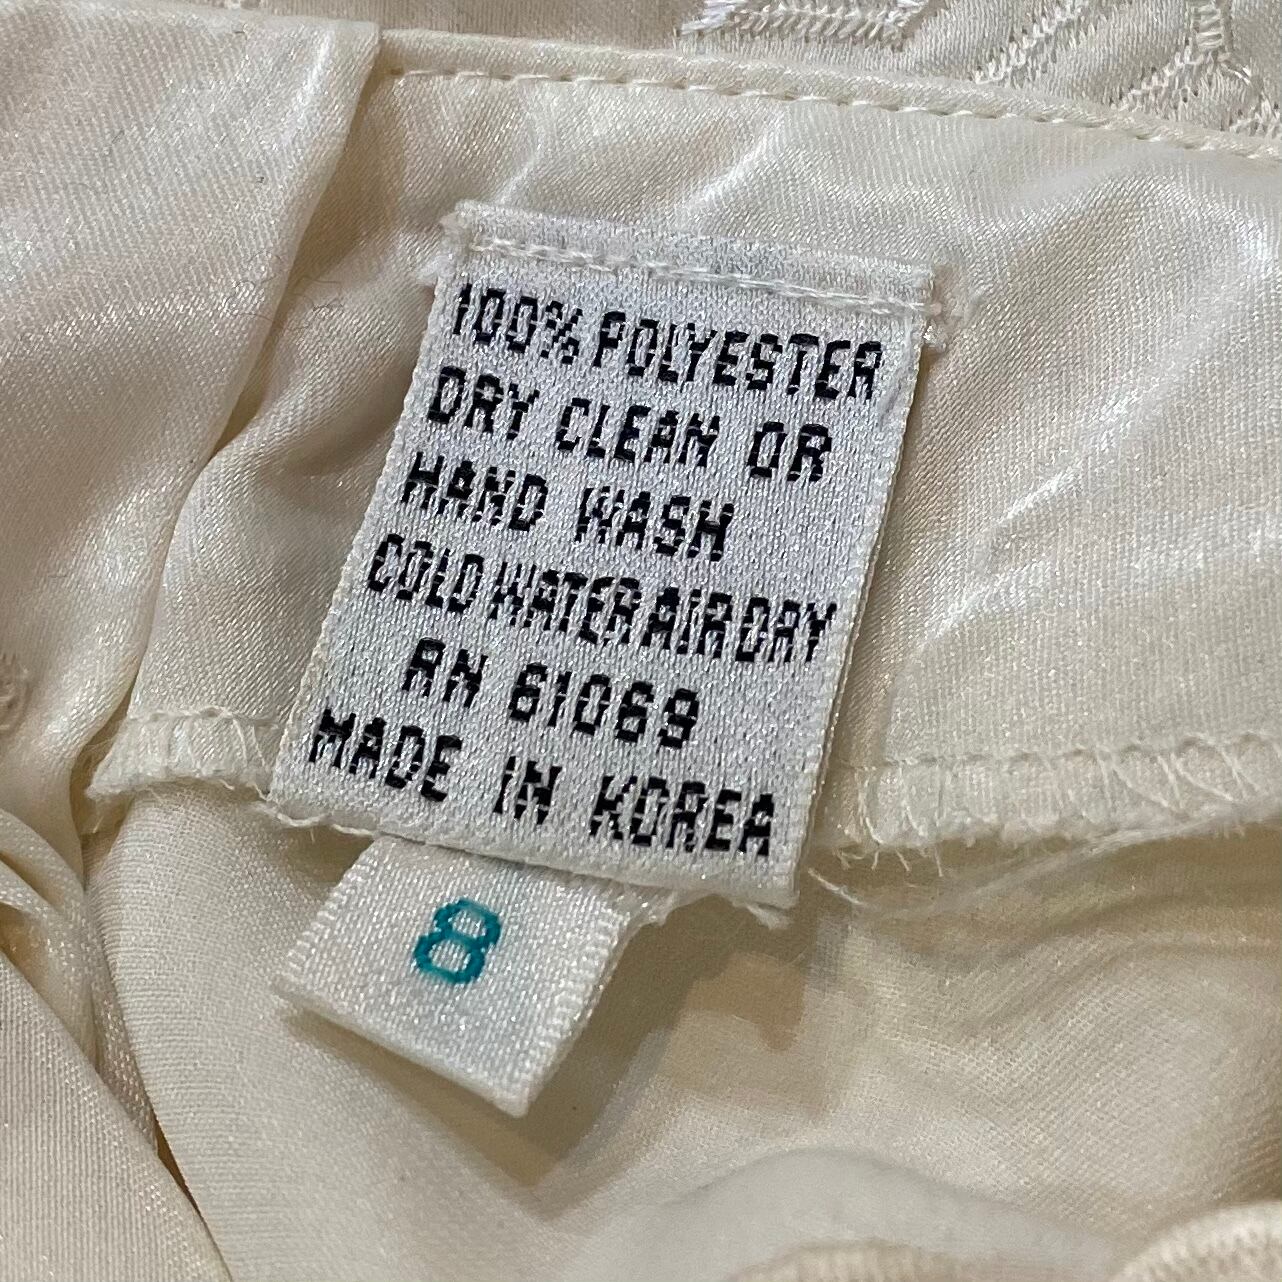 100% POLYESTER
DRY CLEAN OR
HAND WASH
COLD WATER AIR DRY
RN 61069
MADE IN KOREA
8